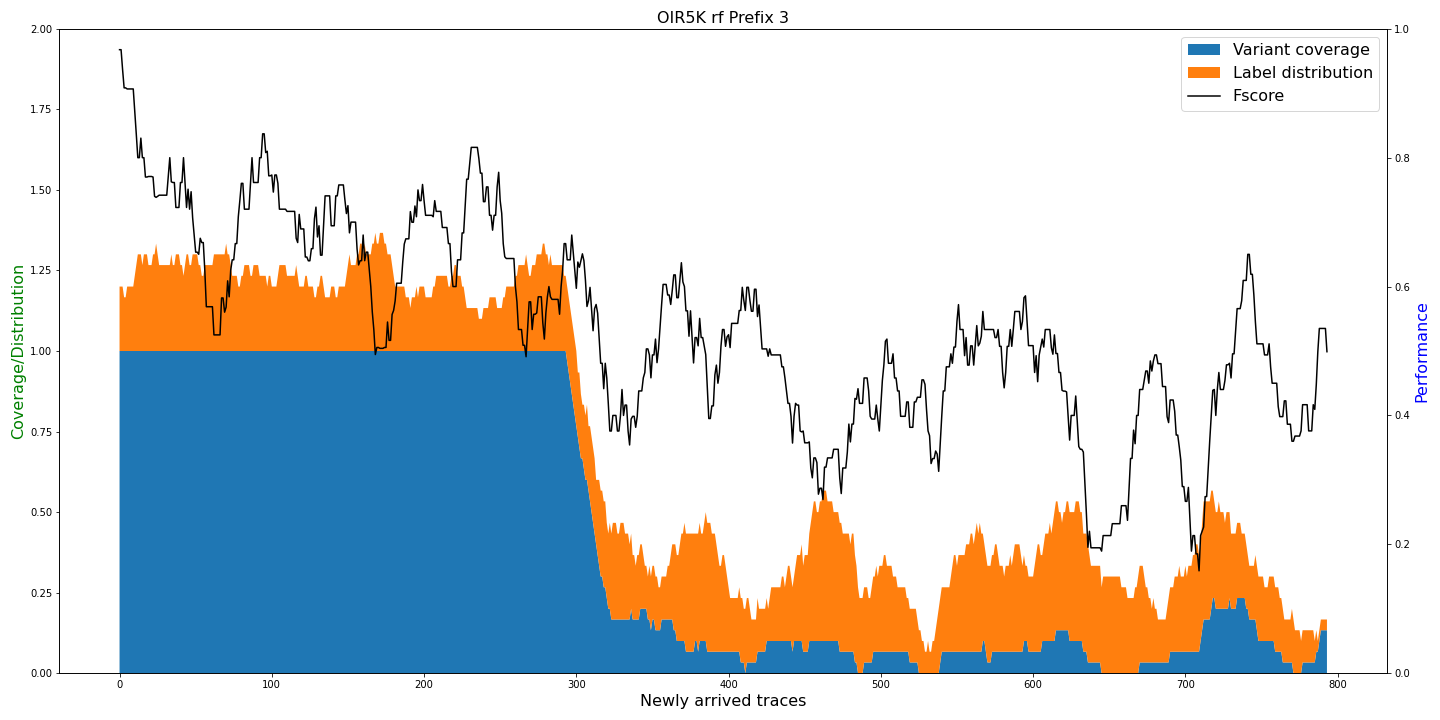 OIR5K rf Prefix 3
2.00
1.75
1.50
1.25
1.00
0.75
0.50
0.25
0.00
Coverage/Distribution
Variant coverage
Label distribution
Fscore
1.0
0.8
0.6
0.4
0.2
0.0
Performance
0 100 200 300 400 500 600 700 800
Newly arrived traces